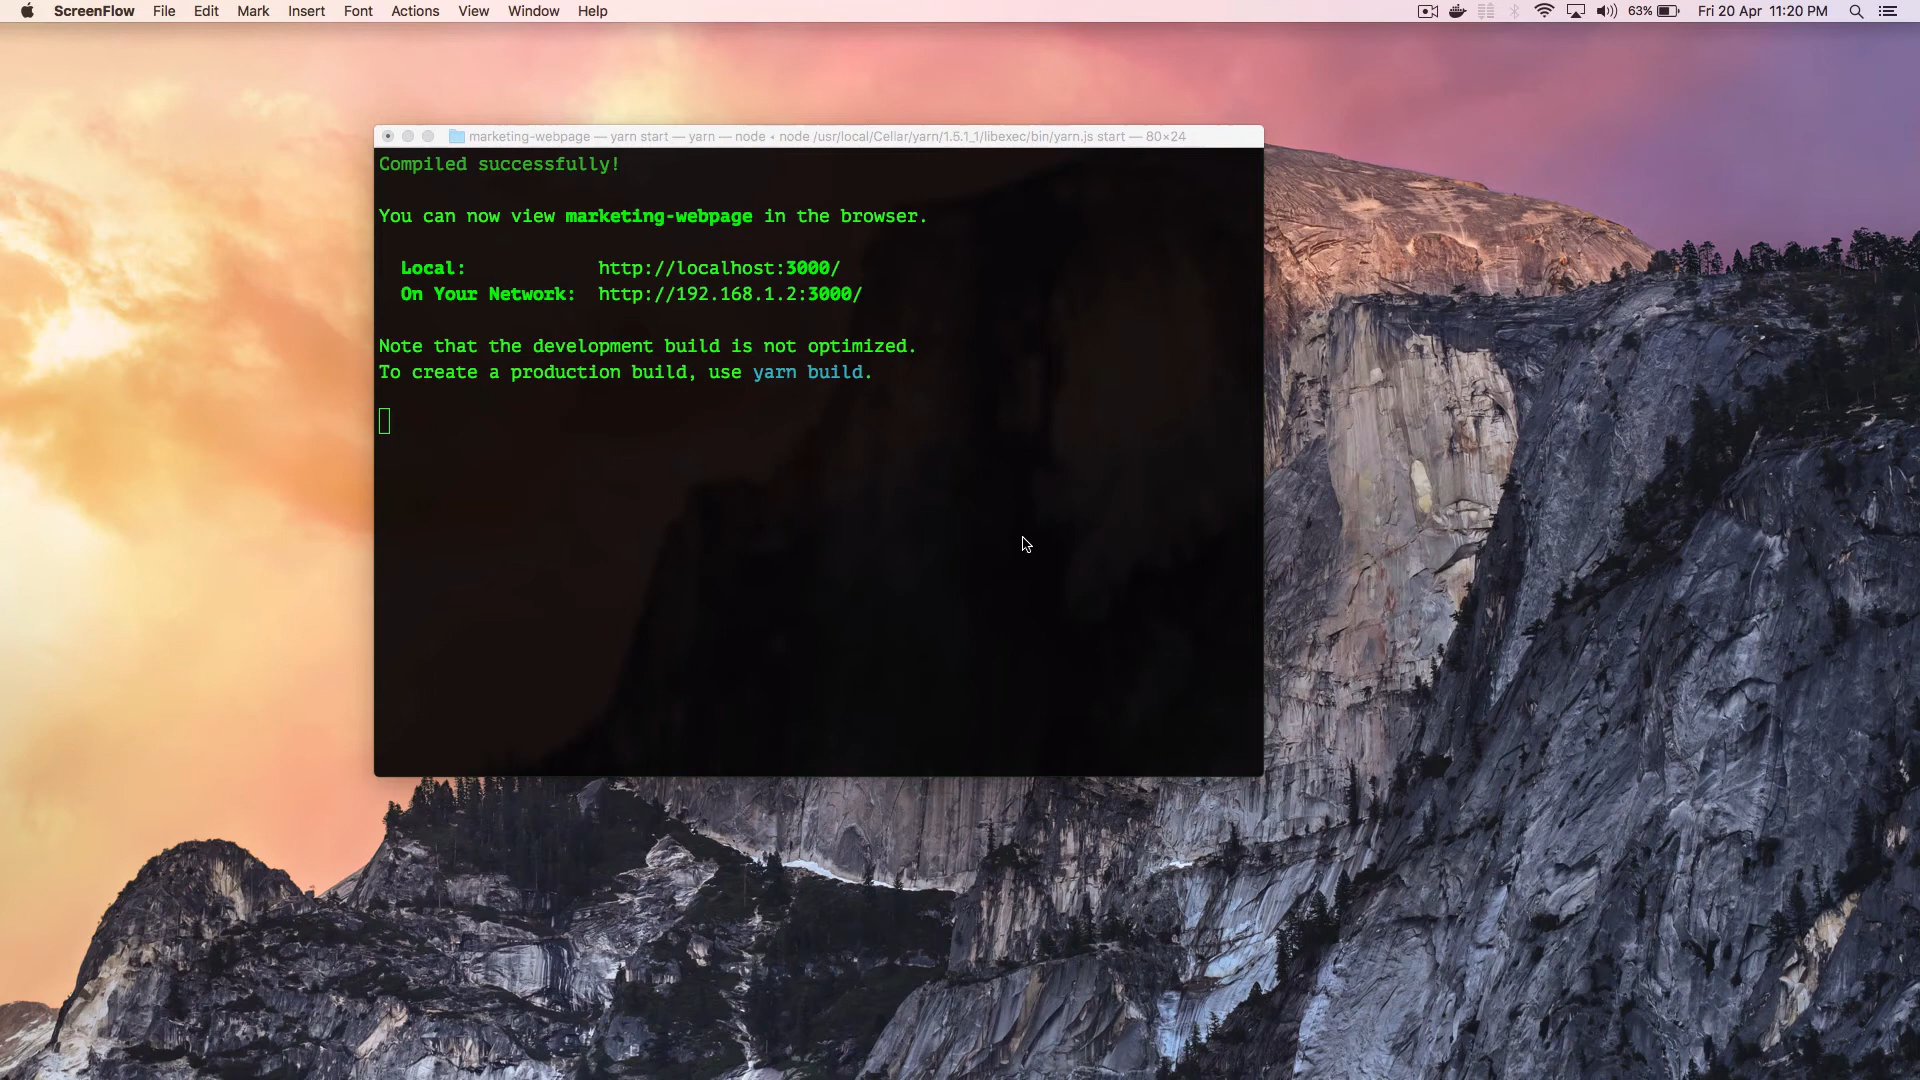 ScreenFlow File Edit Mark Insert Font Actions View Window Help 63% Fri 20 Apr 11:20 PM
marketing-webpage — yarn start — yarn — node ◂ node /usr/local/Cellar/yarn/1.5.1_1/libexec/bin/yarn.js start — 80×24
Compiled successfully!
You can now view marketing-webpage in the browser.
Local: http://localhost:3000/
On Your Network: http://192.168.1.2:3000/
Note that the development build is not optimized.
To create a production build, use yarn build.